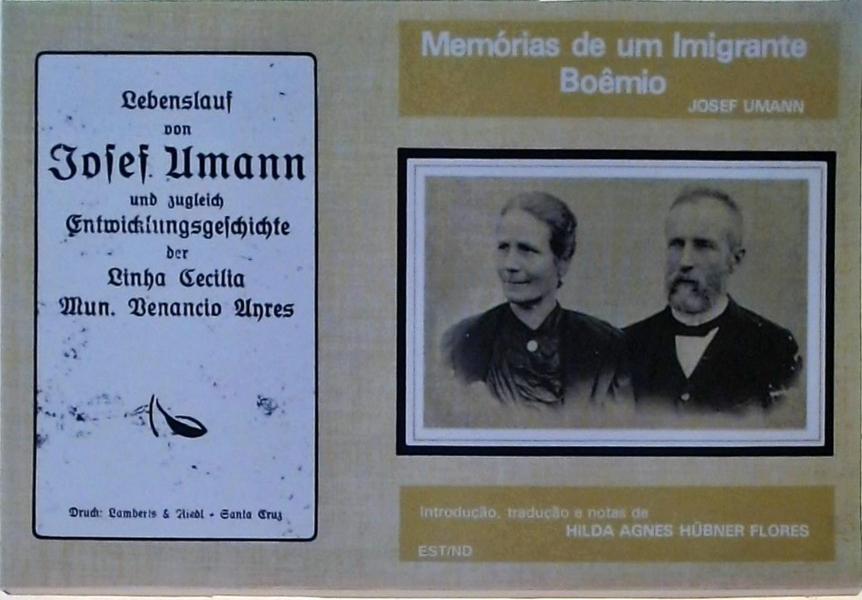 Lebenslauf
von
Josef Umann
und zugleich
Entwicklungsgeschichte
der
Linha Cecilia
Mun. Venancio Ayres
Druck: Lamberts & Riedl - Santa Cruz
Memórias de um Imigrante
Boêmio
JOSEF UMANN
Introdução, tradução e notas de
HILDA AGNES HÜBNER FLORES
EST/ND